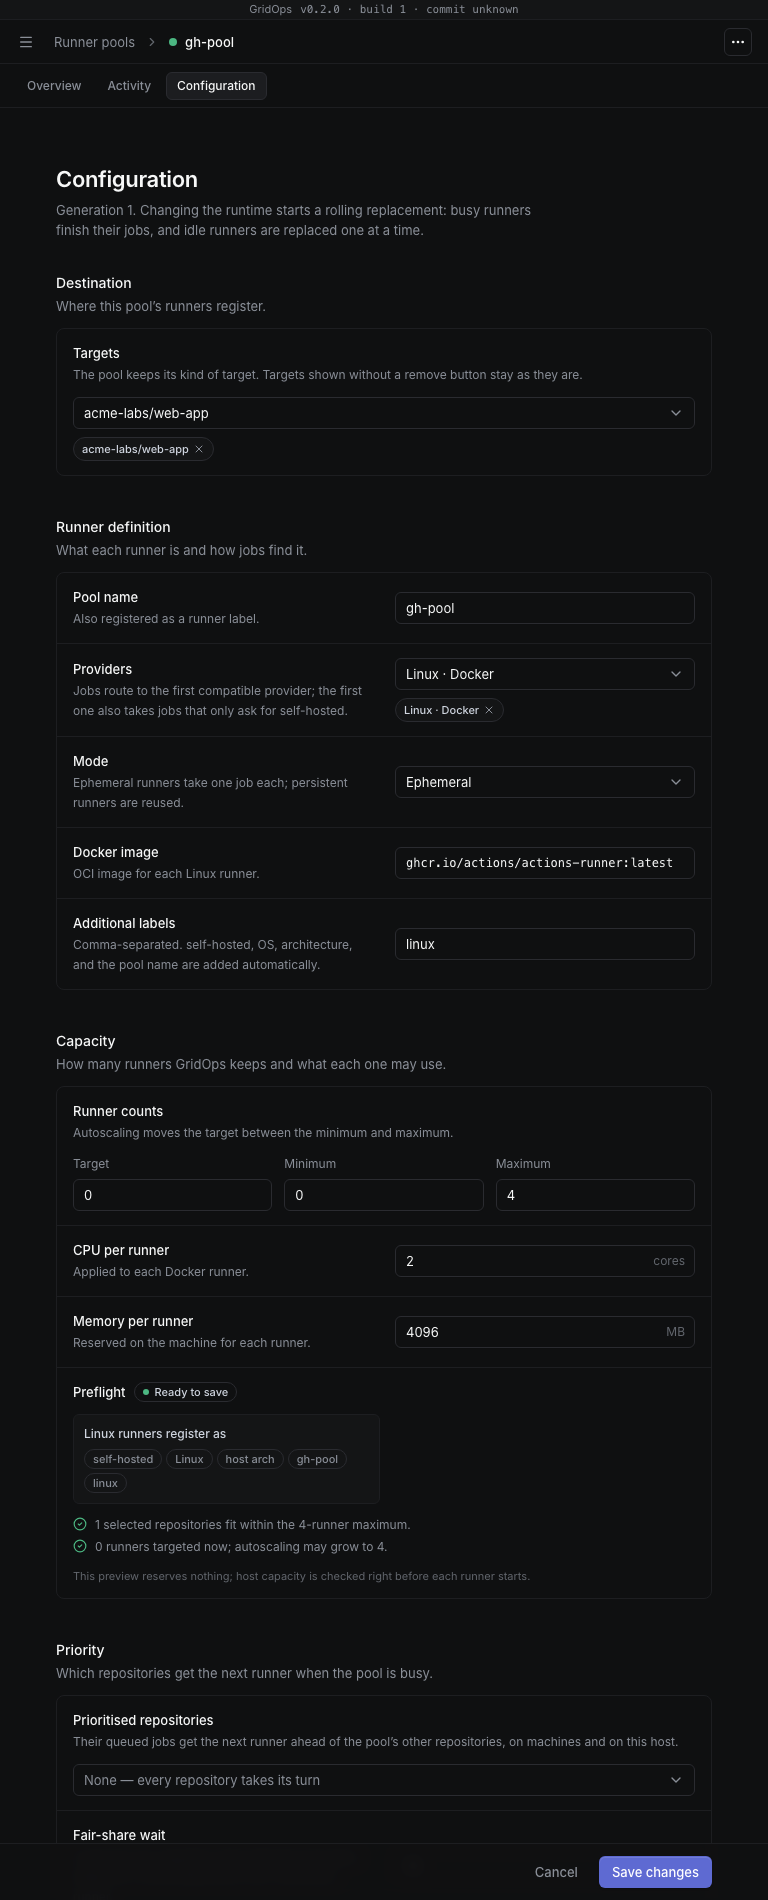 GridOps v0.2.0 · build 1 · commit unknown
Runner pools > gh-pool
Overview Activity Configuration
Configuration
Generation 1. Changing the runtime starts a rolling replacement: busy runners
finish their jobs, and idle runners are replaced one at a time.
Destination
Where this pool’s runners register.
Targets
The pool keeps its kind of target. Targets shown without a remove button stay as they are.
acme-labs/web-app
acme-labs/web-app
Runner definition
What each runner is and how jobs find it.
Pool name
Also registered as a runner label.
gh-pool
Providers
Jobs route to the first compatible provider; the first
one also takes jobs that only ask for self-hosted.
Linux · Docker
Linux · Docker
Mode
Ephemeral runners take one job each; persistent
runners are reused.
Ephemeral
Docker image
OCI image for each Linux runner.
ghcr.io/actions/actions-runner:latest
Additional labels
Comma-separated. self-hosted, OS, architecture,
and the pool name are added automatically.
linux
Capacity
How many runners GridOps keeps and what each one may use.
Runner counts
Autoscaling moves the target between the minimum and maximum.
Target Minimum Maximum
0 0 4
CPU per runner
Applied to each Docker runner.
2 cores
Memory per runner
Reserved on the machine for each runner.
4096 MB
Preflight Ready to save
Linux runners register as
self-hosted Linux host arch gh-pool
linux
1 selected repositories fit within the 4-runner maximum.
0 runners targeted now; autoscaling may grow to 4.
This preview reserves nothing; host capacity is checked right before each runner starts.
Priority
Which repositories get the next runner when the pool is busy.
Prioritised repositories
Their queued jobs get the next runner ahead of the pool’s other repositories, on machines and on this host.
None — every repository takes its turn
Fair-share wait
Cancel Save changes